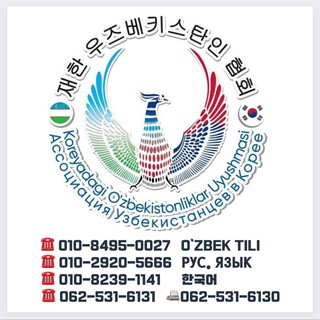 재한 우즈베키스탄인 협회
Koreyadagi O'zbekistonliklar Uyushmasi
Ассоциация Узбекистанцев в Корее
010-8495-0027 O'ZBEK TILI
010-2920-5666 РУС. ЯЗЫК
010-8239-1141 한국어
062-531-6131 062-531-6130